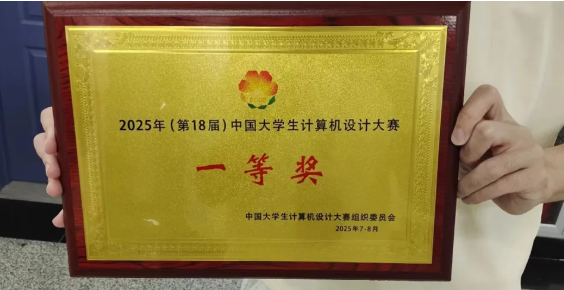 2025年(第18届)中国大学生计算机设计大赛
一等奖
中国大学生计算机设计大赛组织委员会
2025年7-8月